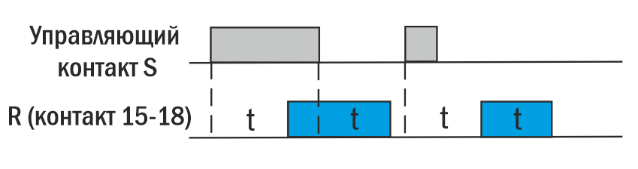 Управляющий
контакт S
R (контакт 15-18)
t t t t